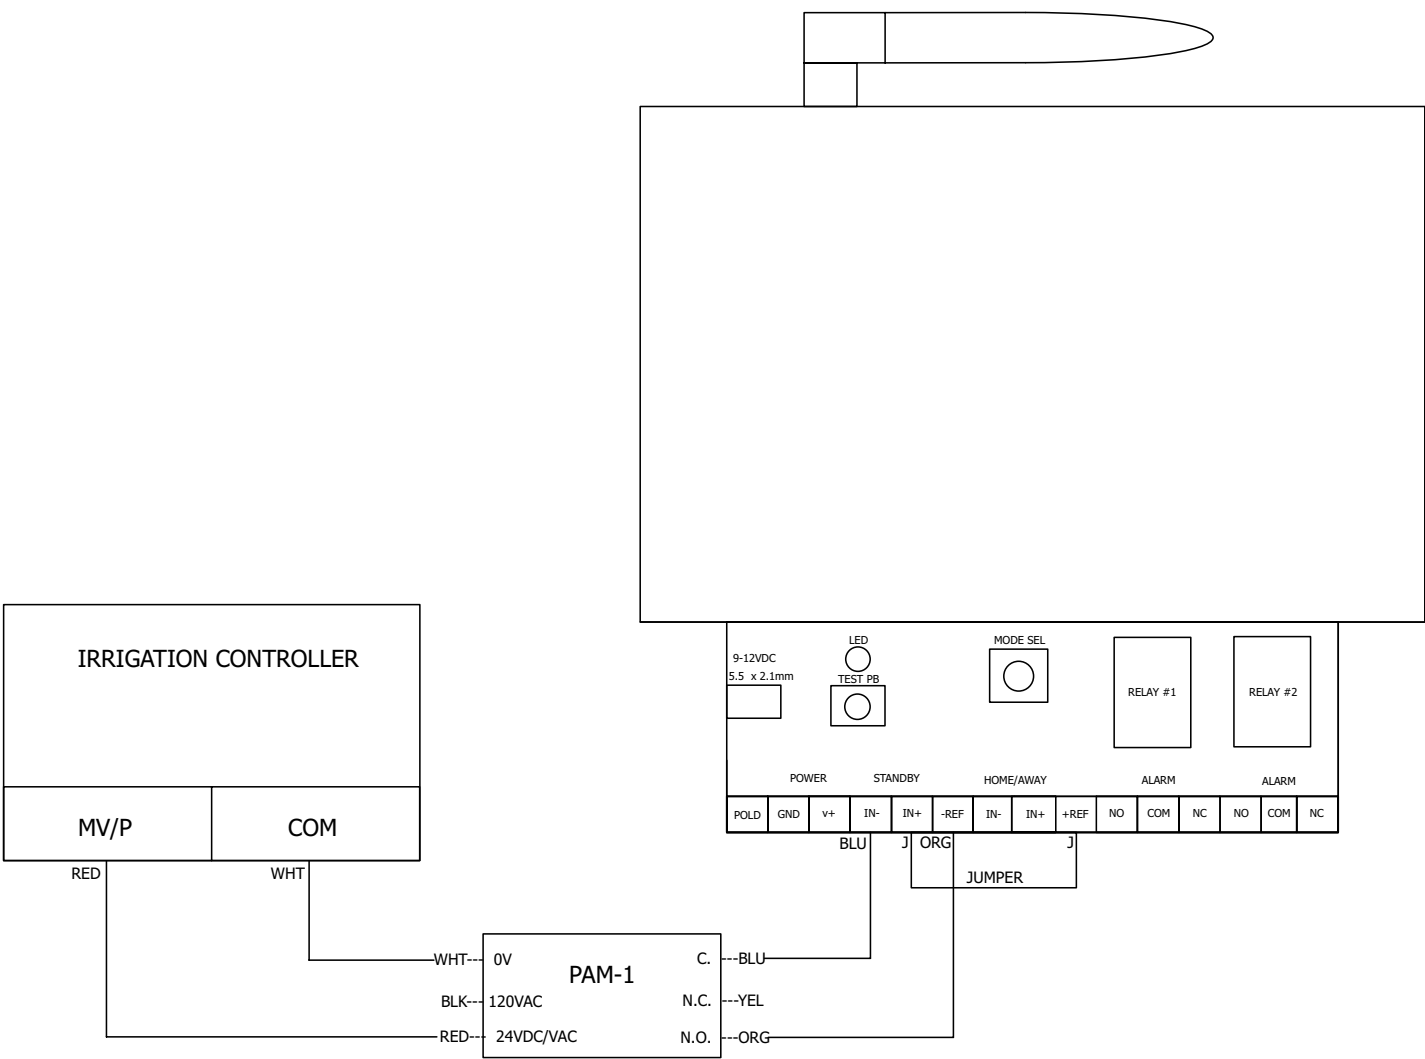 LED
MODE SEL
9-12VDC
5.5 x 2.1mm
TEST PB
RELAY #1
RELAY #2
POWER
STANDBY
HOME/AWAY
ALARM
ALARM
POLD GND v+ IN- IN+ -REF IN- IN+ +REF NO COM NC NO COM NC
BLU J ORG J
JUMPER
IRRIGATION CONTROLLER
MV/P COM
RED WHT
PAM-1
WHT--- 0V C. ---BLU
BLK--- 120VAC N.C. ---YEL
RED--- 24VDC/VAC N.O. ---ORG